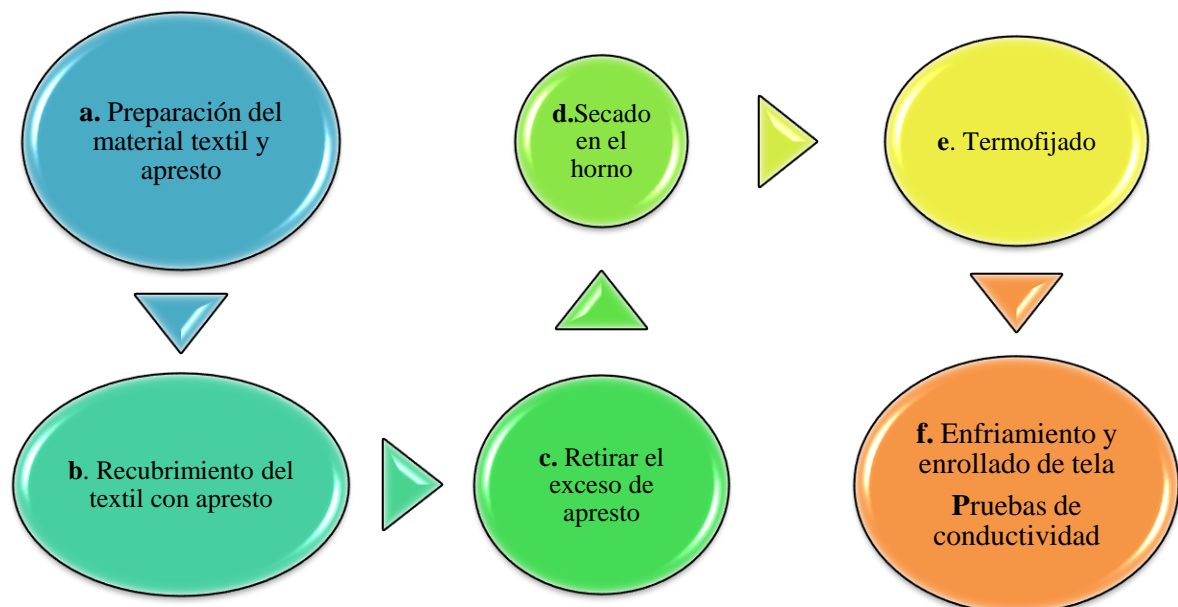 a. Preparación del
material textil y
apresto
b. Recubrimiento del
textil con apresto
c. Retirar el
exceso de
apresto
d.Secado
en el
horno
e. Termofijado
f. Enfriamiento y
enrollado de tela
Pruebas de
conductividad